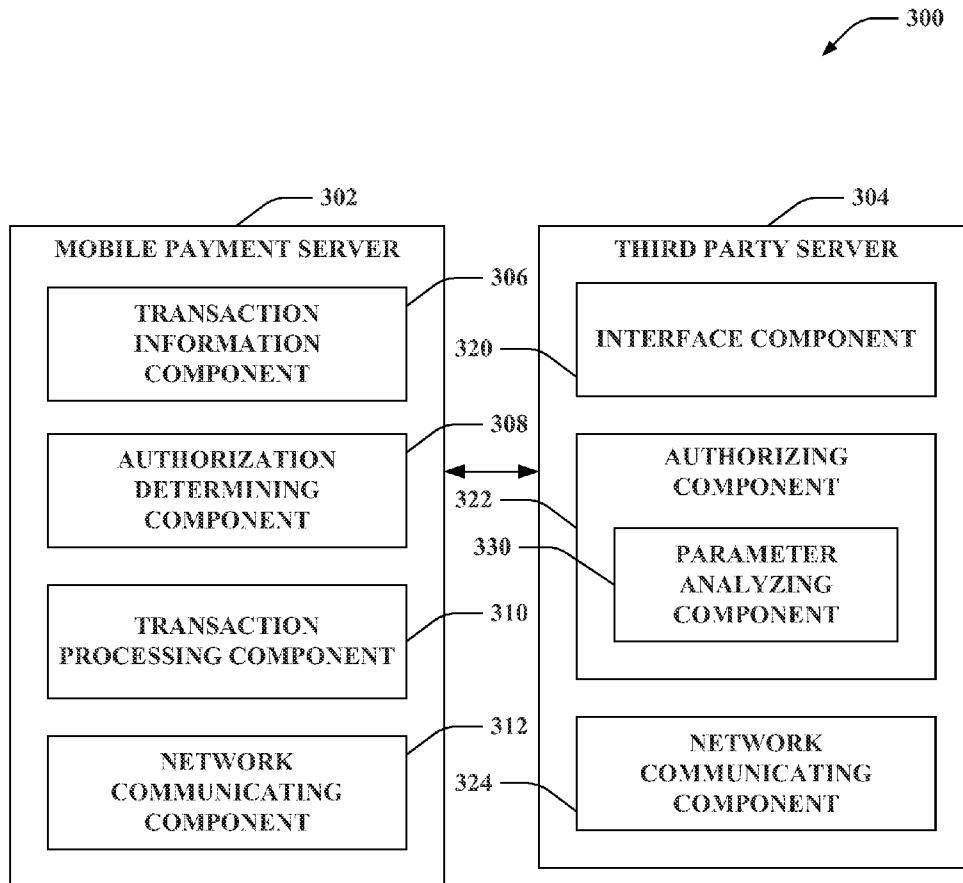 300
302
MOBILE PAYMENT SERVER
306
TRANSACTION
INFORMATION
COMPONENT
308
AUTHORIZATION
DETERMINING
COMPONENT
310
TRANSACTION
PROCESSING COMPONENT
312
NETWORK
COMMUNICATING
COMPONENT
304
THIRD PARTY SERVER
INTERFACE COMPONENT
320
AUTHORIZING
COMPONENT
322
330
PARAMETER
ANALYZING
COMPONENT
NETWORK
COMMUNICATING
COMPONENT
324